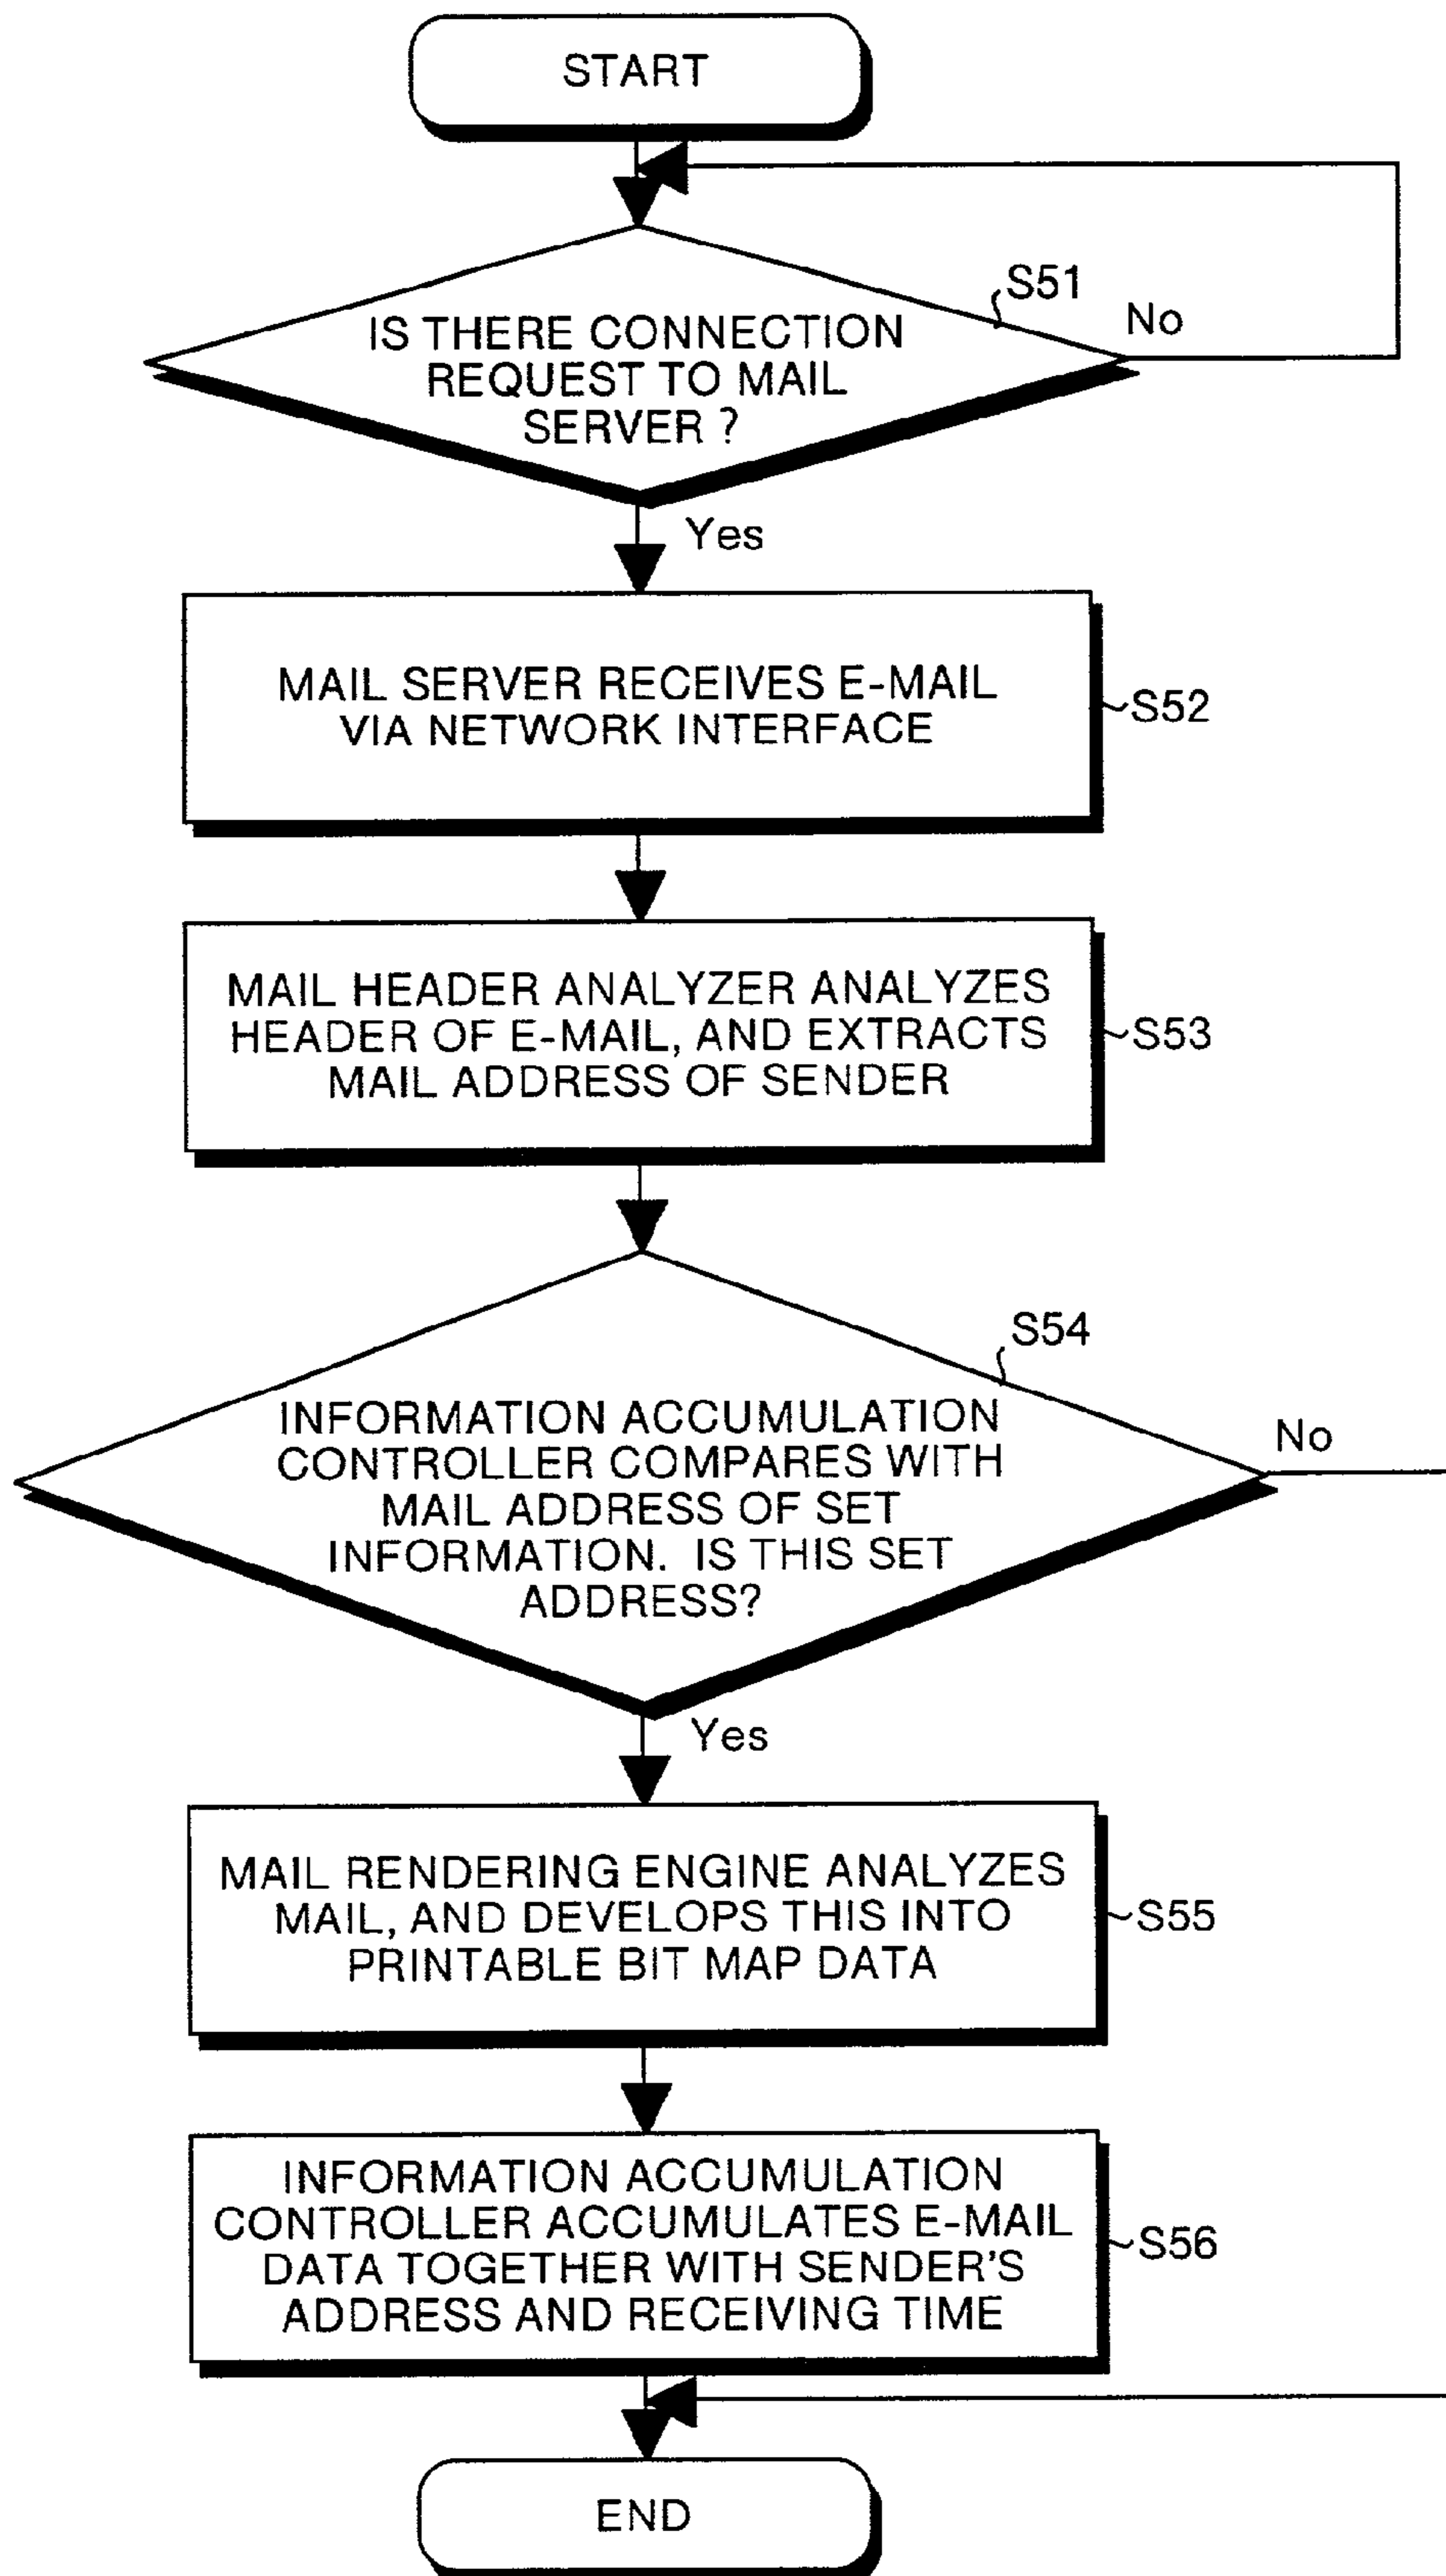 START
S51
No
IS THERE CONNECTION
REQUEST TO MAIL
SERVER ?
Yes
MAIL SERVER RECEIVES E-MAIL
VIA NETWORK INTERFACE
S52
MAIL HEADER ANALYZER ANALYZES
HEADER OF E-MAIL, AND EXTRACTS
MAIL ADDRESS OF SENDER
S53
S54
No
INFORMATION ACCUMULATION
CONTROLLER COMPARES WITH
MAIL ADDRESS OF SET
INFORMATION. IS THIS SET
ADDRESS?
Yes
MAIL RENDERING ENGINE ANALYZES
MAIL, AND DEVELOPS THIS INTO
PRINTABLE BIT MAP DATA
S55
INFORMATION ACCUMULATION
CONTROLLER ACCUMULATES E-MAIL
DATA TOGETHER WITH SENDER'S
ADDRESS AND RECEIVING TIME
S56
END